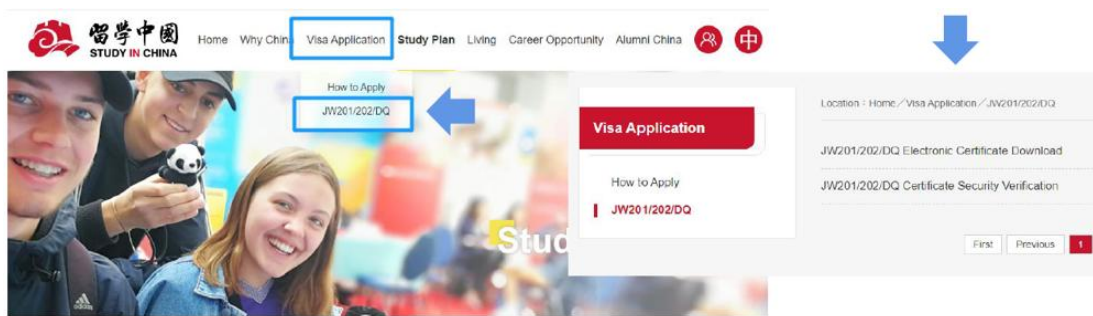 留学中國
STUDY IN CHINA
Home Why China Visa Application Study Plan Living Career Opportunity Alumni China 中
How to Apply
JW201/202/DQ
adidas
Stud
Visa Application
How to Apply
JW201/202/DQ
Location : Home／Visa Application／JW201/202/DQ
JW201/202/DQ Electronic Certificate Download
JW201/202/DQ Certificate Security Verification
First Previous 1